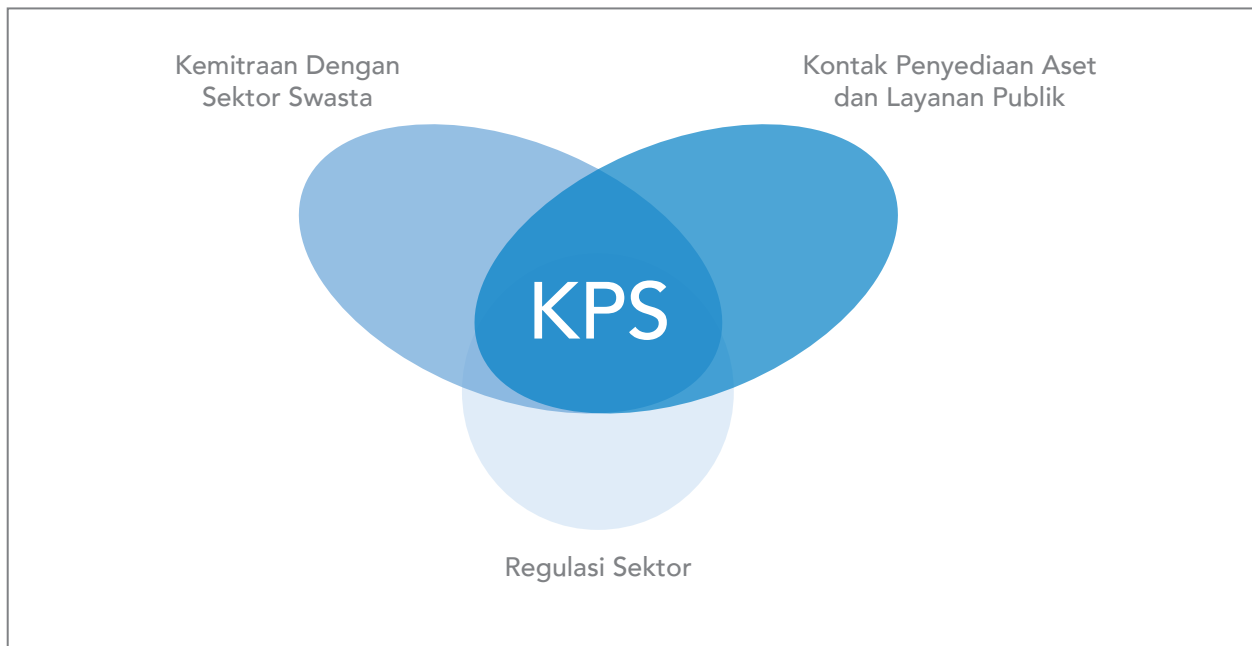 Kemitraan Dengan
Sektor Swasta
Kontak Penyediaan Aset
dan Layanan Publik
KPS
Regulasi Sektor